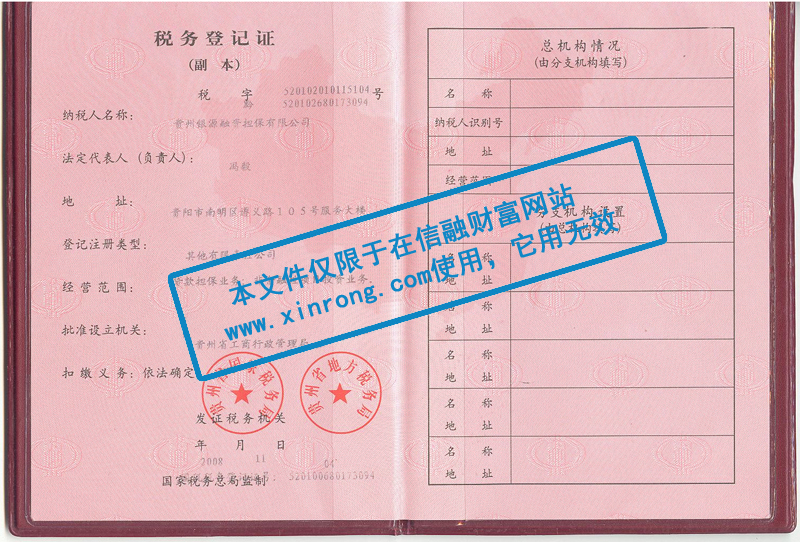 税务登记证
（副 本）
税 黔 字 520102010115104 号
520102680173094
纳税人名称：
贵州银源融资担保有限公司
法定代表人（负责人）：
冯毅
地 址：
贵阳市南明区遵义路105号服务大楼
登记注册类型：
其他有限责任公司
经营范围：
贷款担保业务
投资业务
批准设立机关：
贵州省工商行政管理局
扣缴义务：依法确定
贵州省国家税务局
贵州省地方税务局
发证税务机关
年 月 日
2008 11 04
520100680173094
国家税务总局监制
总机构情况
(由分支机构填写)
名 称
纳税人识别号
地 址
经营范围
分支机构设置
名 称
地 址
名 称
地 址
名 称
地 址
名 称
地 址
名 称
地 址
本文件仅限于在信融财富网站
www.xinrong.com使用，它用无效